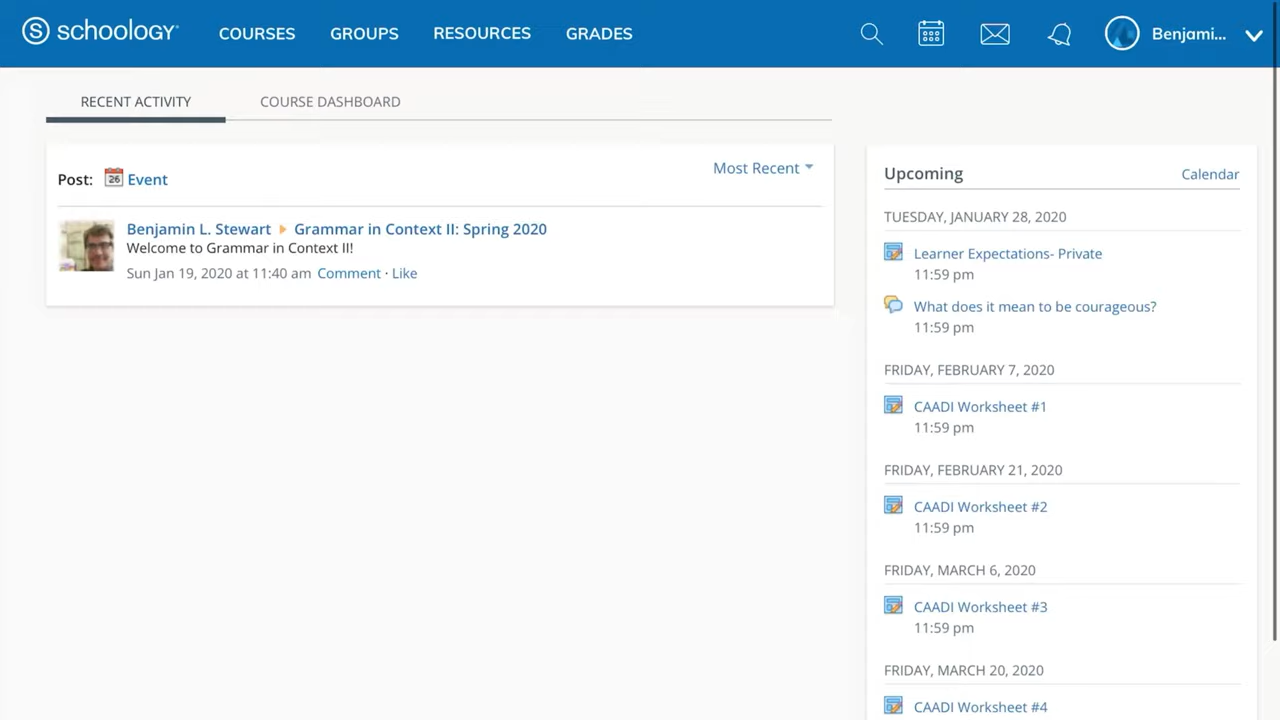 schoology
COURSES
GROUPS
RESOURCES
GRADES
Benjami...
RECENT ACTIVITY
COURSE DASHBOARD
Post: 26 Event
Most Recent
Benjamin L. Stewart Grammar in Context II: Spring 2020
Welcome to Grammar in Context II!
Sun Jan 19, 2020 at 11:40 am Comment · Like
Upcoming
Calendar
TUESDAY, JANUARY 28, 2020
Learner Expectations- Private
11:59 pm
What does it mean to be courageous?
11:59 pm
FRIDAY, FEBRUARY 7, 2020
CAADI Worksheet #1
11:59 pm
FRIDAY, FEBRUARY 21, 2020
CAADI Worksheet #2
11:59 pm
FRIDAY, MARCH 6, 2020
CAADI Worksheet #3
11:59 pm
FRIDAY, MARCH 20, 2020
CAADI Worksheet #4